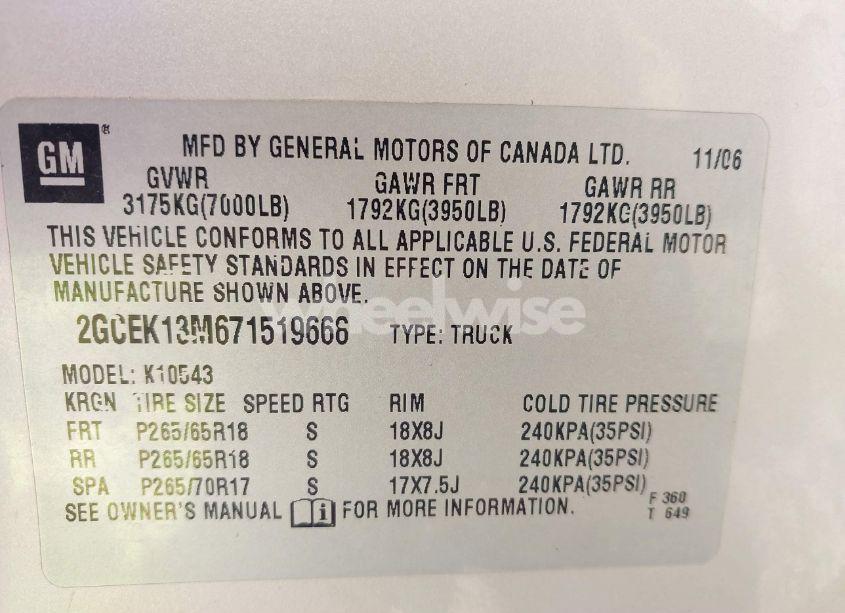 GM
MFD BY GENERAL MOTORS OF CANADA LTD. 11/06
GVWR GAWR FRT GAWR RR
3175KG(7000LB) 1792KG(3950LB) 1792KG(3950LB)
THIS VEHICLE CONFORMS TO ALL APPLICABLE U.S. FEDERAL MOTOR
VEHICLE SAFETY STANDARDS IN EFFECT ON THE DATE OF
MANUFACTURE SHOWN ABOVE.
2GCEK13M671519668 TYPE: TRUCK
MODEL: K10543
KRGN TIRE SIZE SPEED RTG RIM COLD TIRE PRESSURE
FRT P265/65R18 S 18X8J 240KPA(35PSI)
RR P265/65R18 S 18X8J 240KPA(35PSI)
SPA P265/70R17 S 17X7.5J 240KPA(35PSI)
F 360
SEE OWNER'S MANUAL FOR MORE INFORMATION. T 649
wheelwise